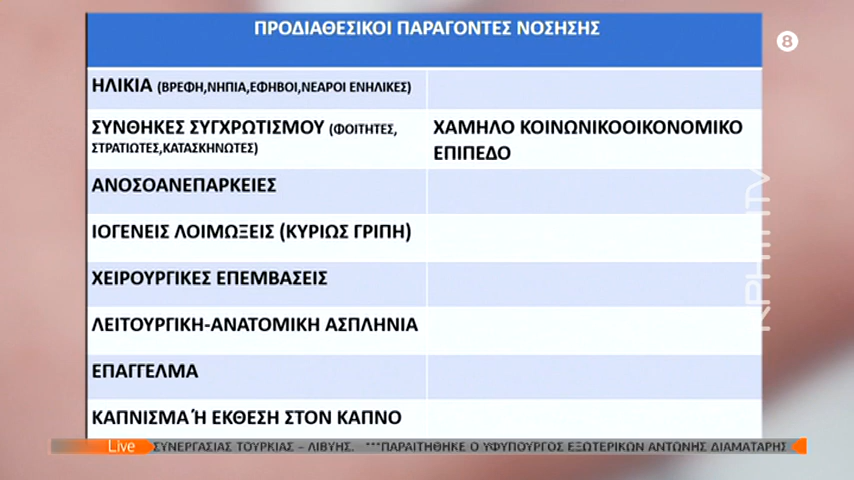 ΠΡΟΔΙΑΘΕΣΙΚΟΙ ΠΑΡΑΓΟΝΤΕΣ ΝΟΣΗΣΗΣ
8
ΗΛΙΚΙΑ (ΒΡΕΦΗ,ΝΗΠΙΑ,ΕΦΗΒΟΙ,ΝΕΑΡΟΙ ΕΝΗΛΙΚΕΣ)
ΣΥΝΘΗΚΕΣ ΣΥΓΧΡΩΤΙΣΜΟΥ (ΦΟΙΤΗΤΕΣ,
ΣΤΡΑΤΙΩΤΕΣ,ΚΑΤΑΣΚΗΝΩΤΕΣ)
ΧΑΜΗΛΟ ΚΟΙΝΩΝΙΚΟΟΙΚΟΝΟΜΙΚΟ
ΕΠΙΠΕΔΟ
ΑΝΟΣΟΑΝΕΠΑΡΚΕΙΕΣ
ΙΟΓΕΝΕΙΣ ΛΟΙΜΩΞΕΙΣ (ΚΥΡΙΩΣ ΓΡΙΠΗ)
ΧΕΙΡΟΥΡΓΙΚΕΣ ΕΠΕΜΒΑΣΕΙΣ
ΛΕΙΤΟΥΡΓΙΚΗ-ΑΝΑΤΟΜΙΚΗ ΑΣΠΛΗΝΙΑ
ΕΠΑΓΓΕΛΜΑ
ΚΑΠΝΙΣΜΑ Ή ΕΚΘΕΣΗ ΣΤΟΝ ΚΑΠΝΟ
ΚΡΗΤΗTV
Live ΣΥΝΕΡΓΑΣΙΑΣ ΤΟΥΡΚΙΑΣ – ΛΙΒΥΗΣ. ***ΠΑΡΑΙΤΗΘΗΚΕ Ο ΥΦΥΠΟΥΡΓΟΣ ΕΞΩΤΕΡΙΚΩΝ ΑΝΤΩΝΗΣ ΔΙΑΜΑΤΑΡΗΣ